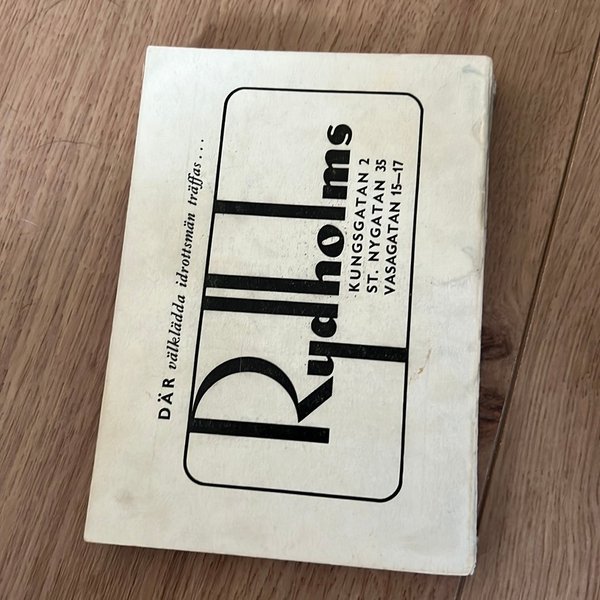 DÄR välklädda idrottsmän träffas...
Rydholms
KUNGSGATAN 2
ST. NYGATAN 35
VASAGATAN 15—17